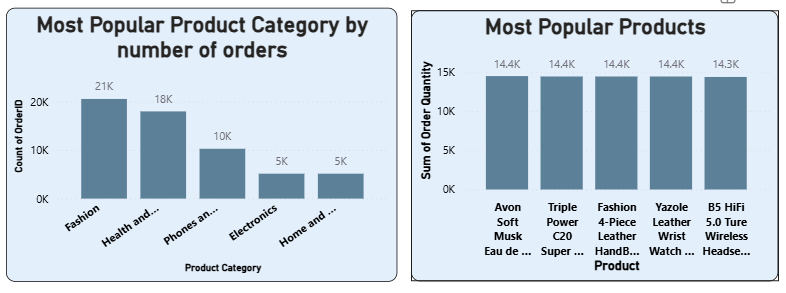 Most Popular Product Category by
number of orders
Count of OrderID
20K
10K
0K
21K
18K
10K
5K
5K
Fashion
Health and...
Phones an...
Electronics
Home and ...
Product Category
Most Popular Products
Sum of Order Quantity
15K
10K
5K
0K
14.4K
14.4K
14.4K
14.4K
14.3K
Avon
Soft
Musk
Eau de ...
Triple
Power
C20
Super ...
Fashion
4-Piece
Leather
HandB...
Yazole
Leather
Wrist
Watch ...
B5 HiFi
5.0 Ture
Wireless
Headse...
Product